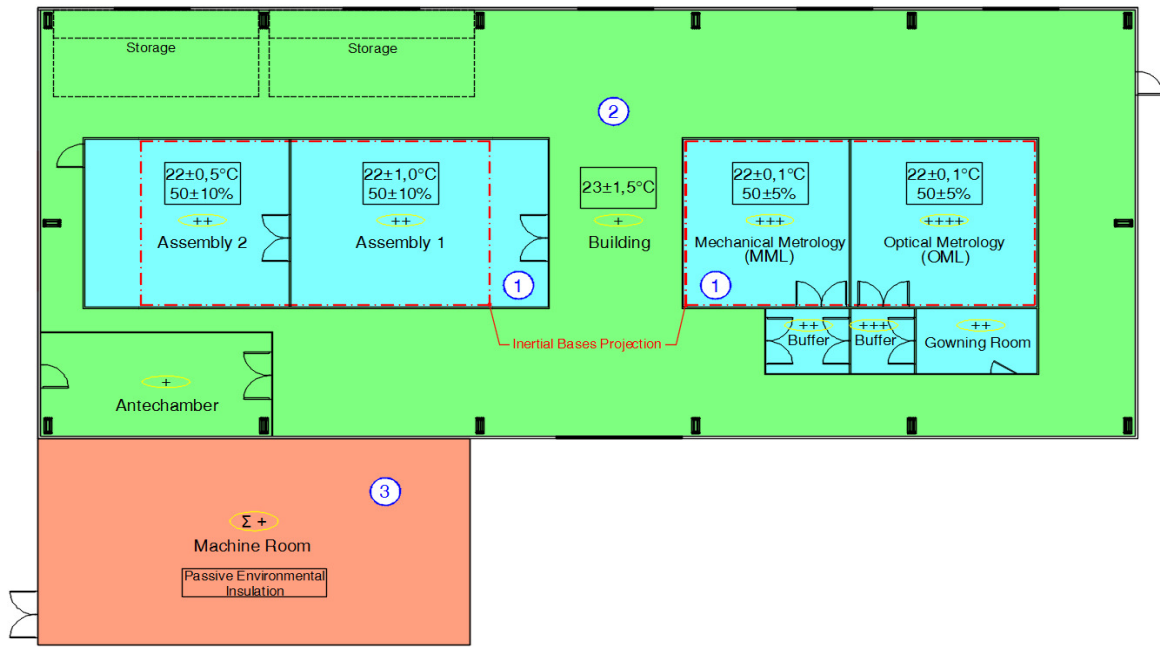 Storage
Storage
2
22±0,5°C
50±10%
++
Assembly 2
22±1,0°C
50±10%
++
Assembly 1
1
23±1,5°C
+
Building
22±0,1°C
50±5%
+++
Mechanical Metrology
(MML)
1
22±0,1°C
50±5%
++++
Optical Metrology
(OML)
Inertial Bases Projection
++
Buffer
+++
Buffer
++
Gowning Room
+
Antechamber
3
Σ +
Machine Room
Passive Environmental
Insulation